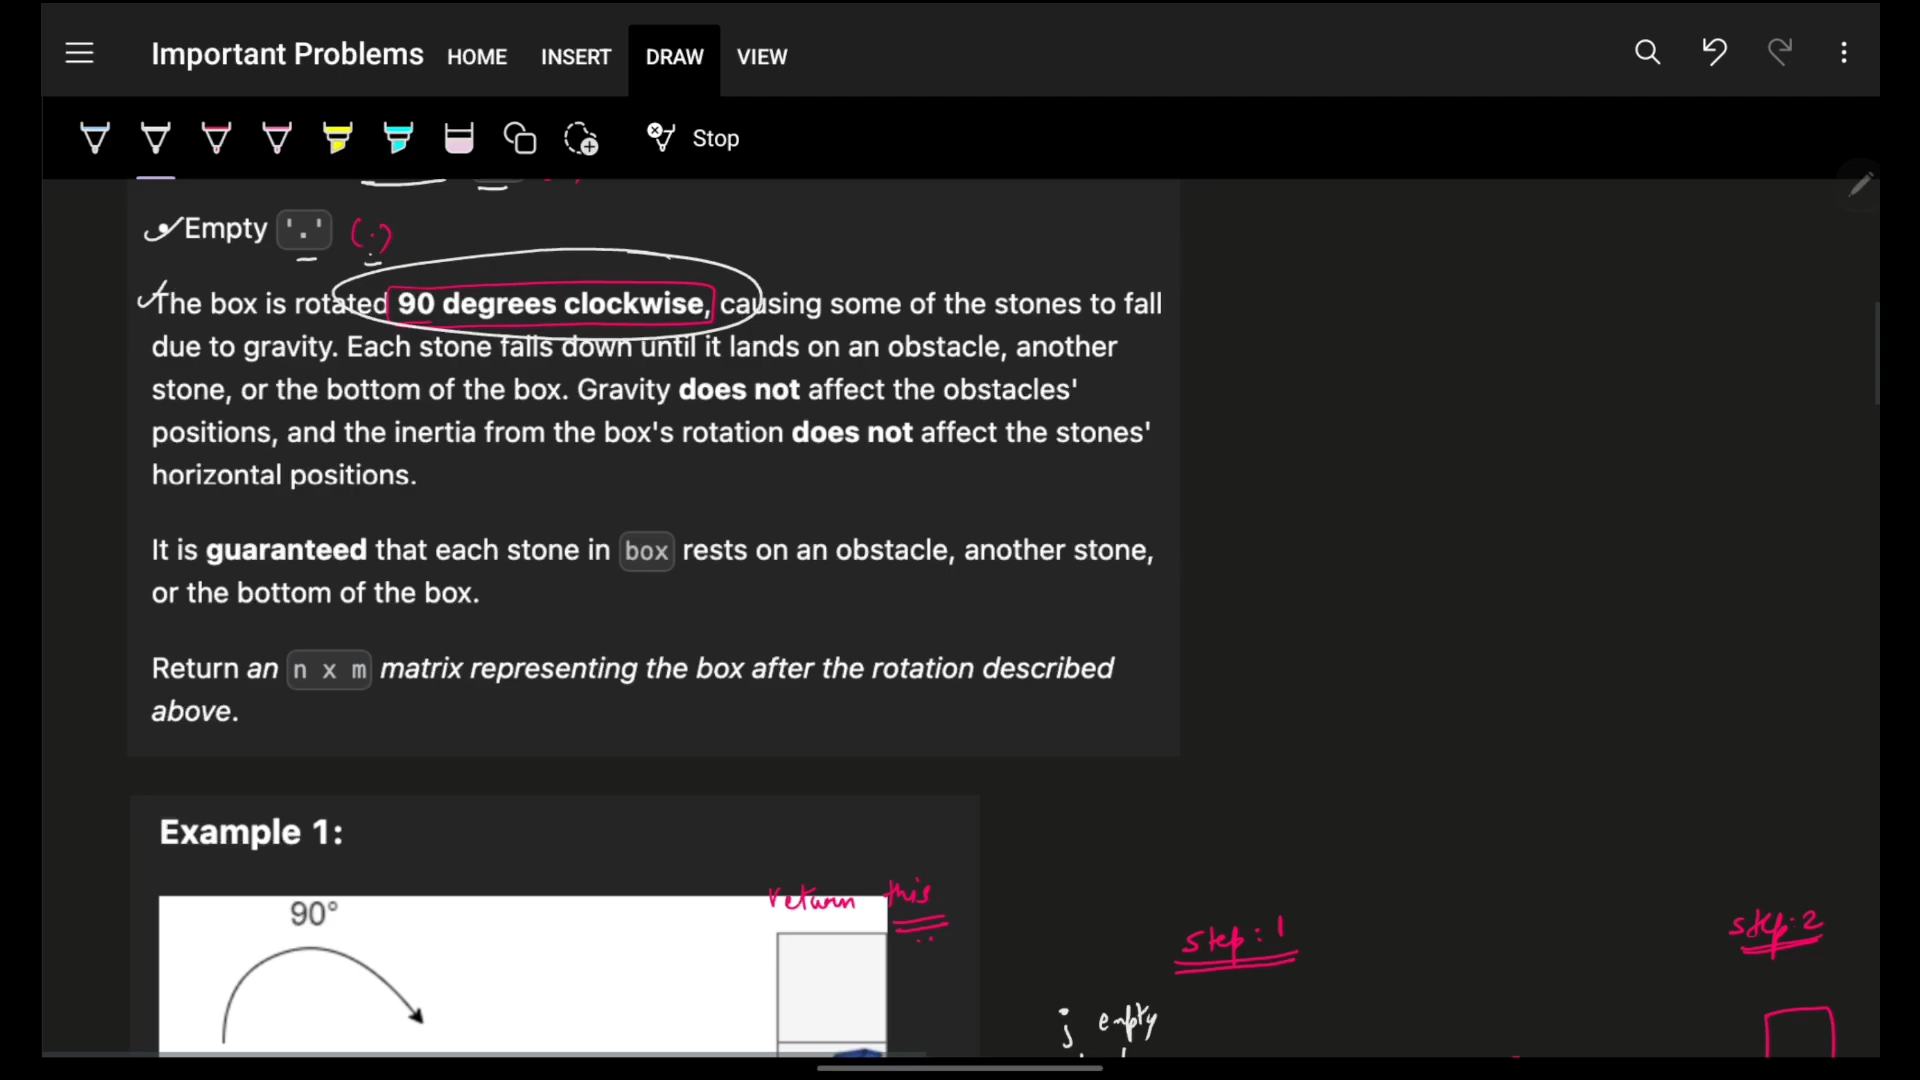 Important Problems HOME INSERT DRAW VIEW
Stop
Empty '.' (.)
The box is rotated 90 degrees clockwise, causing some of the stones to fall
due to gravity. Each stone falls down until it lands on an obstacle, another
stone, or the bottom of the box. Gravity does not affect the obstacles'
positions, and the inertia from the box's rotation does not affect the stones'
horizontal positions.
It is guaranteed that each stone in box rests on an obstacle, another stone,
or the bottom of the box.
Return an n x m matrix representing the box after the rotation described
above.
Example 1:
return this
90°
step:1
step:2
j empty